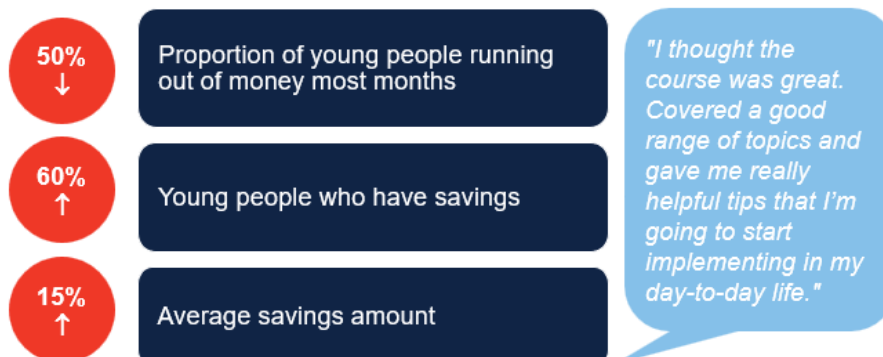 50%
↓
Proportion of young people running
out of money most months
60%
↑
Young people who have savings
15%
↑
Average savings amount
"I thought the
course was great.
Covered a good
range of topics and
gave me really
helpful tips that I'm
going to start
implementing in my
day-to-day life."